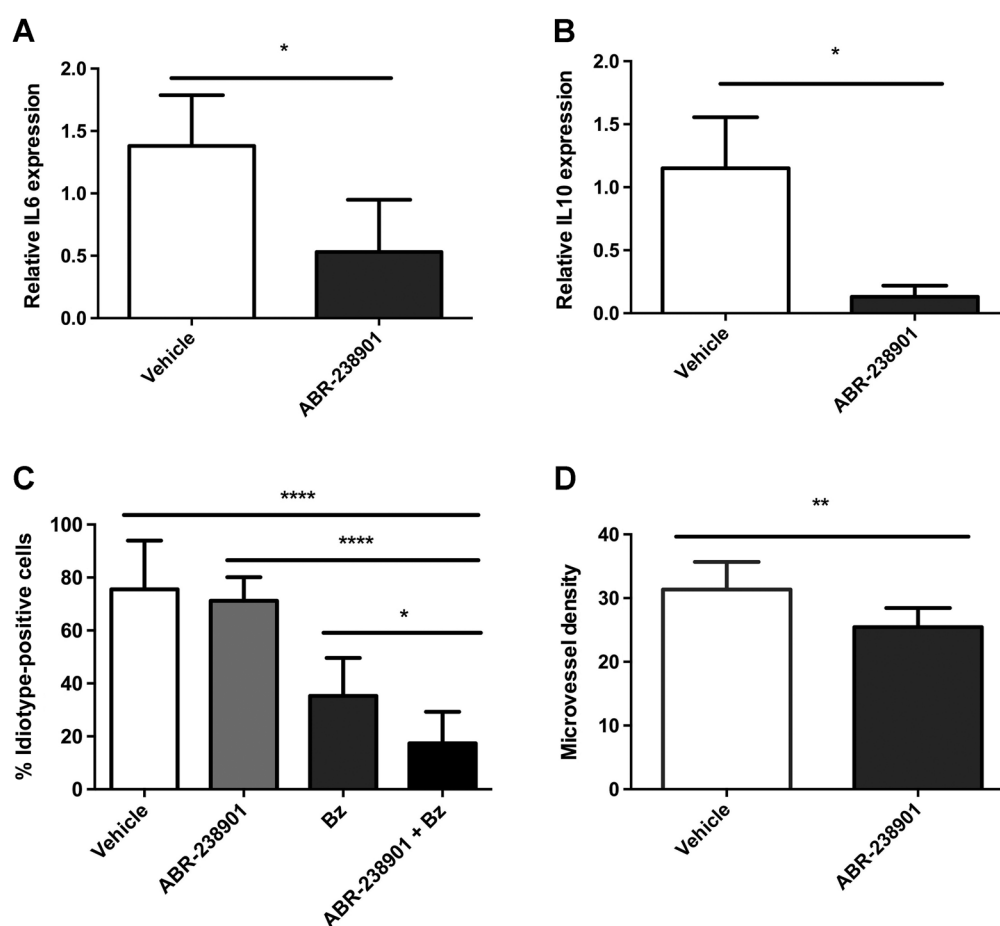 A
*
Relative IL6 expression
2.0
1.5
1.0
0.5
0.0
Vehicle
ABR-238901
B
*
Relative IL10 expression
2.0
1.5
1.0
0.5
0.0
Vehicle
ABR-238901
C
****
****
*
% Idiotype-positive cells
100
80
60
40
20
0
Vehicle
ABR-238901
Bz
ABR-238901 + Bz
D
**
Microvessel density
40
30
20
10
0
Vehicle
ABR-238901